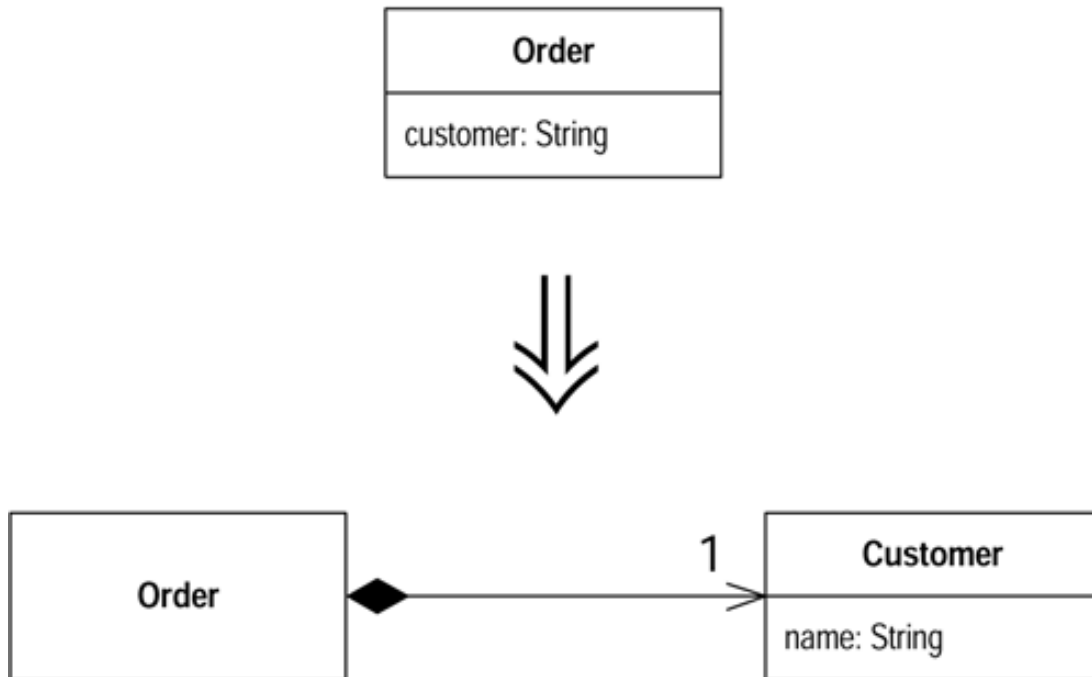 Order
customer: String
Order
1
Customer
name: String